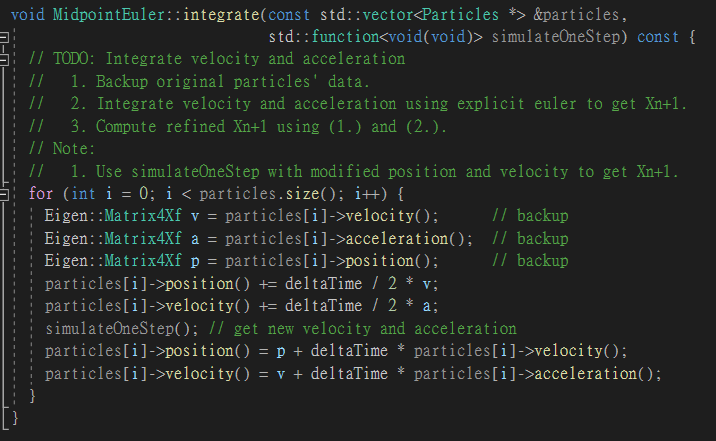 void MidpointEuler::integrate(const std::vector<Particles *> &particles,
                              std::function<void(void)> simulateOneStep) const {
  // TODO: Integrate velocity and acceleration
  //   1. Backup original particles' data.
  //   2. Integrate velocity and acceleration using explicit euler to get Xn+1.
  //   3. Compute refined Xn+1 using (1.) and (2.).
  // Note:
  //   1. Use simulateOneStep with modified position and velocity to get Xn+1.
  for (int i = 0; i < particles.size(); i++) {
    Eigen::Matrix4Xf v = particles[i]->velocity();      // backup
    Eigen::Matrix4Xf a = particles[i]->acceleration();  // backup
    Eigen::Matrix4Xf p = particles[i]->position();      // backup
    particles[i]->position() += deltaTime / 2 * v;
    particles[i]->velocity() += deltaTime / 2 * a;
    simulateOneStep(); // get new velocity and acceleration
    particles[i]->position() = p + deltaTime * particles[i]->velocity();
    particles[i]->velocity() = v + deltaTime * particles[i]->acceleration();
  }
}